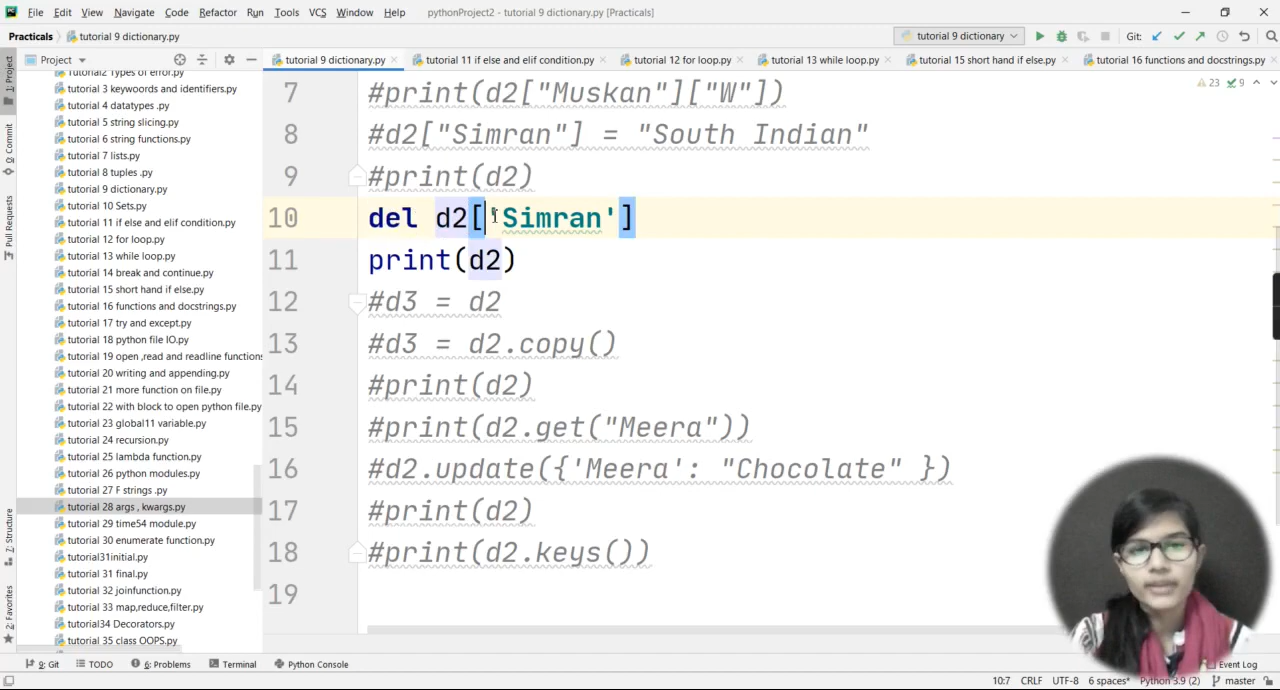 File Edit View Navigate Code Refactor Run Tools VCS Window Help pythonProject2 - tutorial 9 dictionary.py [Practicals]
Practicals tutorial 9 dictionary.py tutorial 9 dictionary Git:
Project tutorial 9 dictionary.py tutorial 11 if else and elif condition.py tutorial 12 for loop.py tutorial 13 while loop.py tutorial 15 short hand if else.py tutorial 16 functions and docstrings.py
1: Project
0: Commit
Pull Requests
7: Structure
2: Favorites
tutorial2 Types of error.py
tutorial 3 keywoords and identifiers.py
tutorial 4 datatypes .py
tutorial 5 string slicing.py
tutorial 6 string functions.py
tutorial 7 lists.py
tutorial 8 tuples .py
tutorial 9 dictionary.py
tutorial 10 Sets.py
tutorial 11 if else and elif condition.py
tutorial 12 for loop.py
tutorial 13 while loop.py
tutorial 14 break and continue.py
tutorial 15 short hand if else.py
tutorial 16 functions and docstrings.py
tutorial 17 try and except.py
tutorial 18 python file IO.py
tutorial 19 open ,read and readline functions
tutorial 20 writing and appending.py
tutorial 21 more function on file.py
tutorial 22 with block to open python file.py
tutorial 23 global11 variable.py
tutorial 24 recursion.py
tutorial 25 lambda function.py
tutorial 26 python modules.py
tutorial 27 F strings .py
tutorial 28 args , kwargs.py
tutorial 29 time54 module.py
tutorial 30 enumerate function.py
tutorial31initial.py
tutorial 31 final.py
tutorial 32 joinfunction.py
tutorial 33 map,reduce,filter.py
tutorial34 Decorators.py
tutorial 35 class OOPS.py
23 9
7 #print(d2["Muskan"]["W"])
8 #d2["Simran"] = "South Indian"
9 #print(d2)
10 del d2['Simran']
11 print(d2)
12 #d3 = d2
13 #d3 = d2.copy()
14 #print(d2)
15 #print(d2.get("Meera"))
16 #d2.update({'Meera': "Chocolate" })
17 #print(d2)
18 #print(d2.keys())
19
9: Git TODO 6: Problems Terminal Python Console Event Log
10:7 CRLF UTF-8 6 spaces* Python 3.9 (2) master